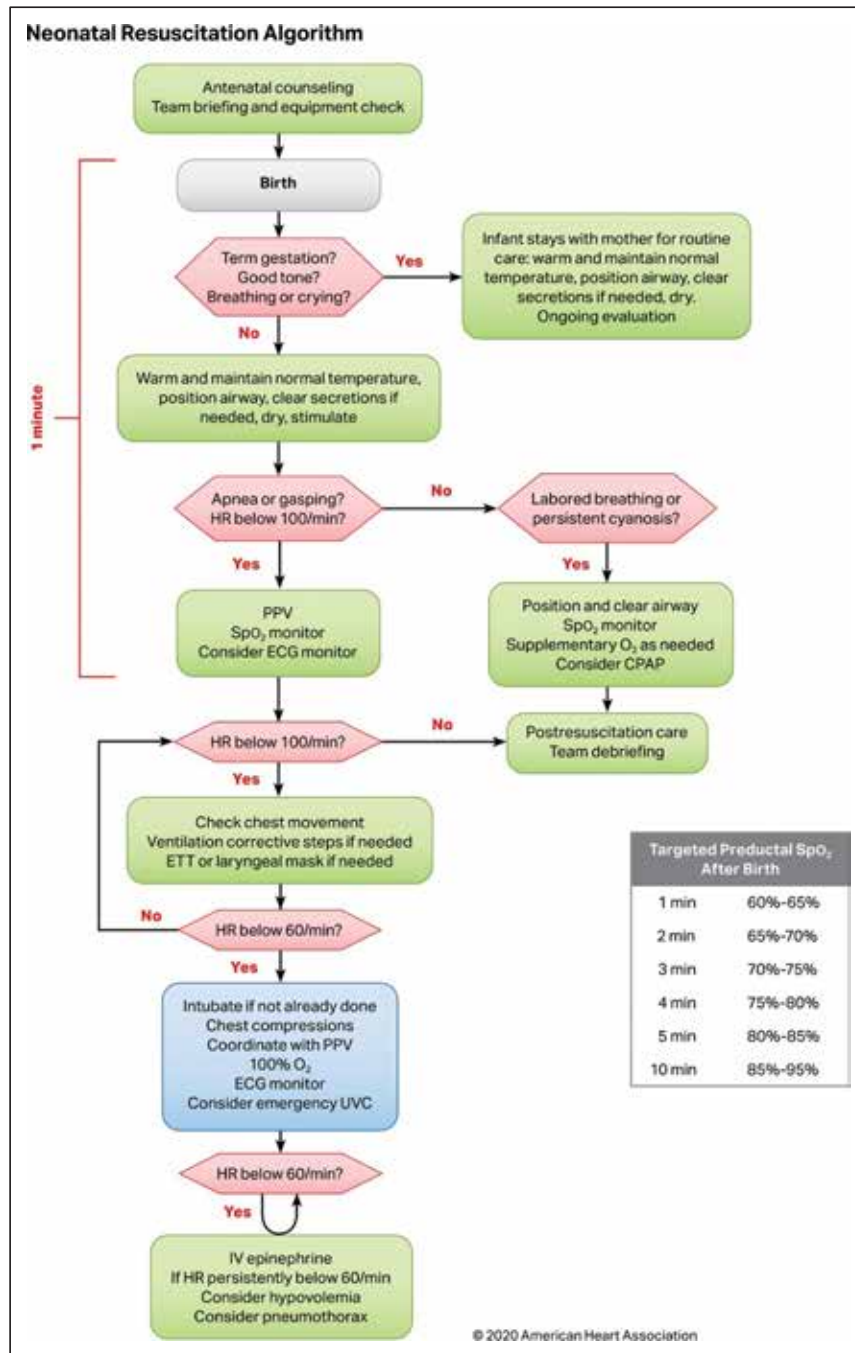 Neonatal Resuscitation Algorithm
Antenatal counseling
Team briefing and equipment check
1 minute
Birth
Term gestation?
Good tone?
Breathing or crying?
Yes
Infant stays with mother for routine
care: warm and maintain normal
temperature, position airway, clear
secretions if needed, dry.
Ongoing evaluation
No
Warm and maintain normal temperature,
position airway, clear secretions if
needed, dry, stimulate
Apnea or gasping?
HR below 100/min?
No
Labored breathing or
persistent cyanosis?
Yes
Yes
PPV
SpO₂ monitor
Consider ECG monitor
Position and clear airway
SpO₂ monitor
Supplementary O₂ as needed
Consider CPAP
HR below 100/min?
No
Postresuscitation care
Team debriefing
Yes
Check chest movement
Ventilation corrective steps if needed
ETT or laryngeal mask if needed
No
HR below 60/min?
Yes
Intubate if not already done
Chest compressions
Coordinate with PPV
100% O₂
ECG monitor
Consider emergency UVC
HR below 60/min?
Yes
IV epinephrine
If HR persistently below 60/min
Consider hypovolemia
Consider pneumothorax
Targeted Preductal SpO₂
After Birth
1 min 60%-65%
2 min 65%-70%
3 min 70%-75%
4 min 75%-80%
5 min 80%-85%
10 min 85%-95%
© 2020 American Heart Association